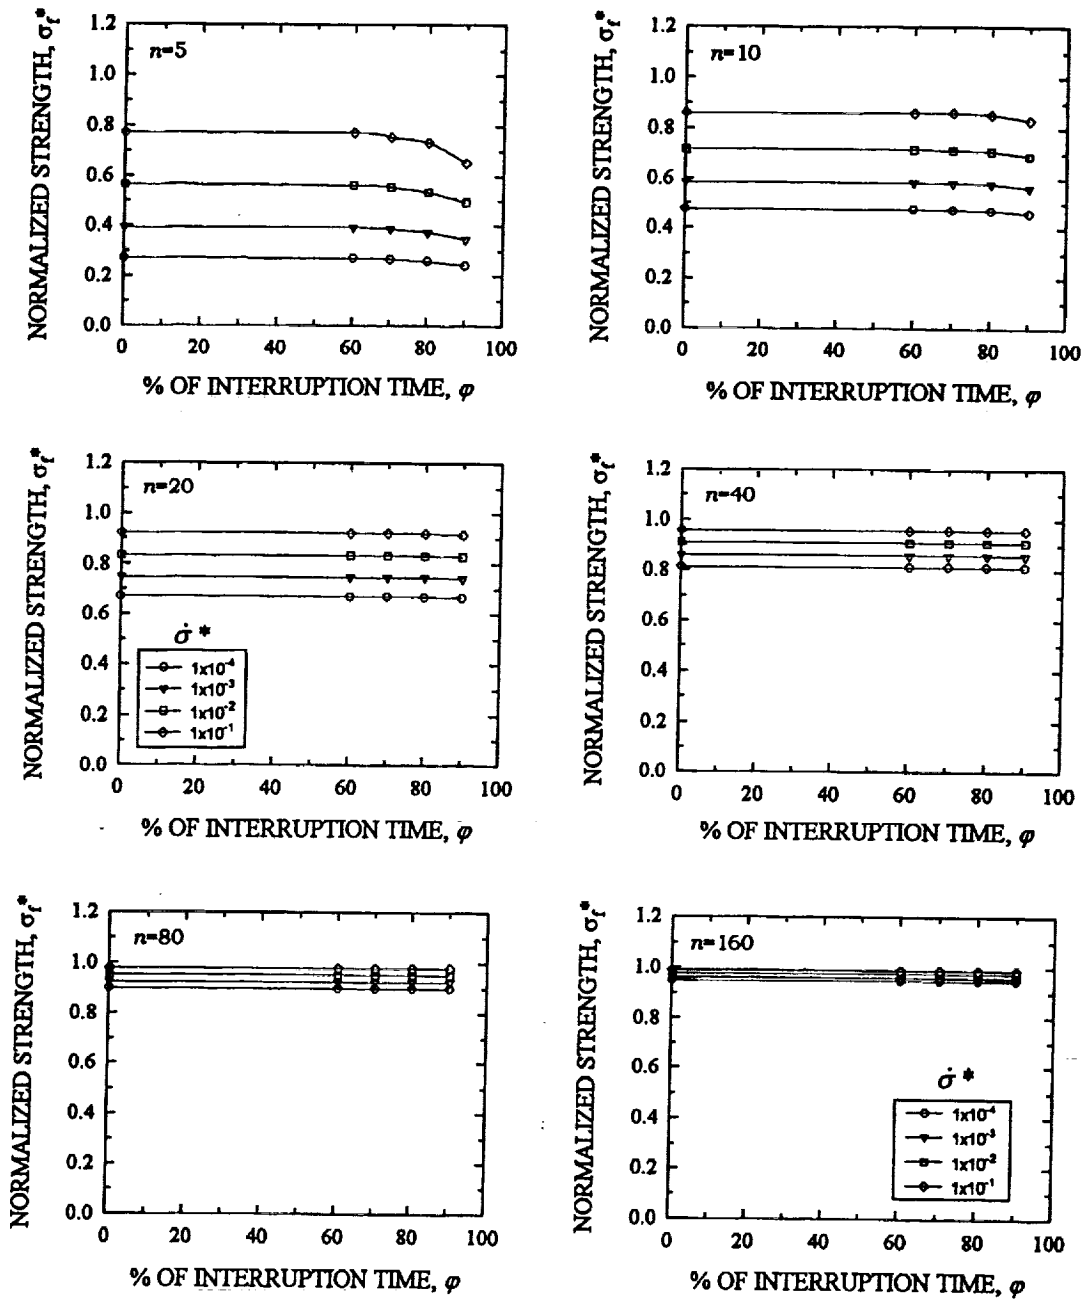 NORMALIZED STRENGTH, σf*
1.2
1.0
0.8
0.6
0.4
0.2
0.0
n=5
0 20 40 60 80 100
% OF INTERRUPTION TIME, φ
NORMALIZED STRENGTH, σf*
1.2
1.0
0.8
0.6
0.4
0.2
0.0
n=10
0 20 40 60 80 100
% OF INTERRUPTION TIME, φ
NORMALIZED STRENGTH, σf*
1.2
1.0
0.8
0.6
0.4
0.2
0.0
n=20
σ̇ *
1x10⁻⁴
1x10⁻³
1x10⁻²
1x10⁻¹
0 20 40 60 80 100
% OF INTERRUPTION TIME, φ
NORMALIZED STRENGTH, σf*
1.2
1.0
0.8
0.6
0.4
0.2
0.0
n=40
0 20 40 60 80 100
% OF INTERRUPTION TIME, φ
NORMALIZED STRENGTH, σf*
1.2
1.0
0.8
0.6
0.4
0.2
0.0
n=80
0 20 40 60 80 100
% OF INTERRUPTION TIME, φ
NORMALIZED STRENGTH, σf*
1.2
1.0
0.8
0.6
0.4
0.2
0.0
n=160
σ̇ *
1x10⁻⁴
1x10⁻³
1x10⁻²
1x10⁻¹
0 20 40 60 80 100
% OF INTERRUPTION TIME, φ